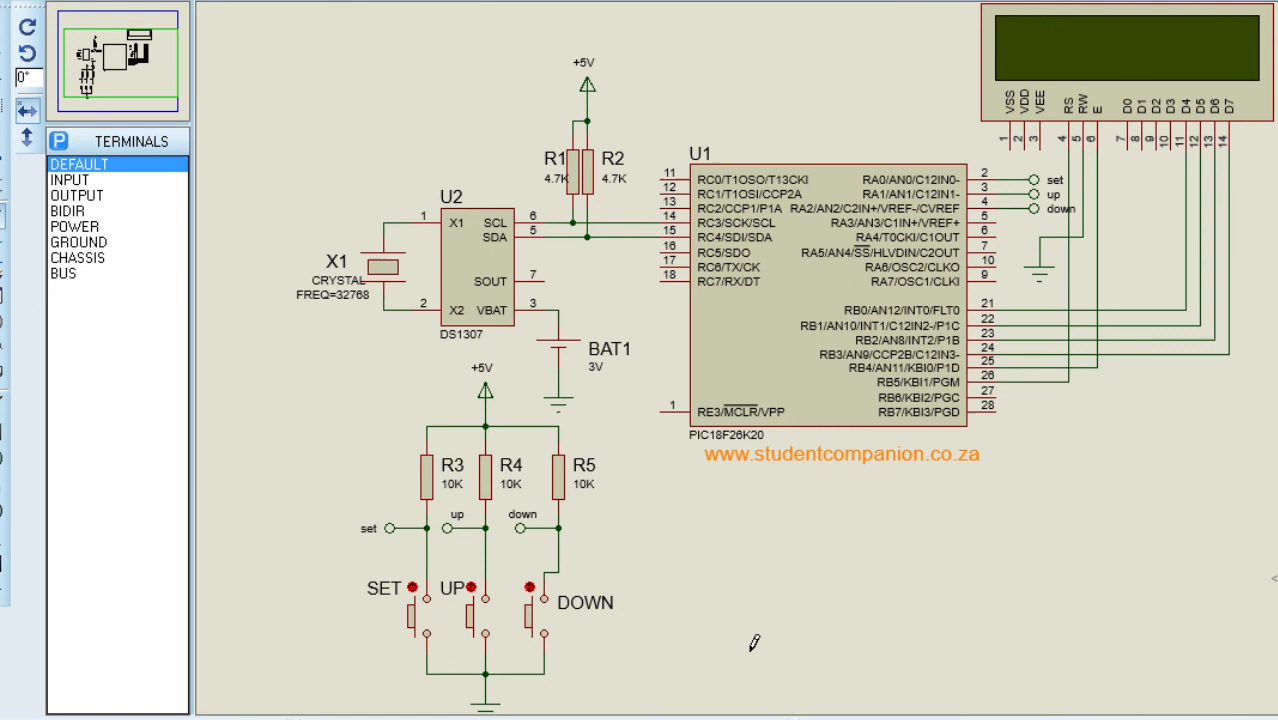 0°
P TERMINALS
DEFAULT
INPUT
OUTPUT
BIDIR
POWER
GROUND
CHASSIS
BUS
+5V
R1
4.7K
R2
4.7K
U2
1 X1 SCL 6
SDA 5
SOUT 7
2 X2 VBAT 3
DS1307
X1
CRYSTAL
FREQ=32768
BAT1
3V
U1
11 RC0/T1OSO/T13CKI RA0/AN0/C12IN0- 2 set
12 RC1/T1OSI/CCP2A RA1/AN1/C12IN1- 3 up
13 RC2/CCP1/P1A RA2/AN2/C2IN+/VREF-/CVREF 4 down
14 RC3/SCK/SCL RA3/AN3/C1IN+/VREF+ 5
15 RC4/SDI/SDA RA4/T0CKI/C1OUT 6
16 RC5/SDO RA5/AN4/SS/HLVDIN/C2OUT 7
17 RC6/TX/CK RA6/OSC2/CLKO 10
18 RC7/RX/DT RA7/OSC1/CLKI 9
RB0/AN12/INT0/FLT0 21
RB1/AN10/INT1/C12IN2-/P1C 22
RB2/AN8/INT2/P1B 23
RB3/AN9/CCP2B/C12IN3- 24
RB4/AN11/KBI0/P1D 25
RB5/KBI1/PGM 26
RB6/KBI2/PGC 27
1 RE3/MCLR/VPP RB7/KBI3/PGD 28
PIC18F26K20
www.studentcompanion.co.za
VSS VDD VEE RS RW E D0 D1 D2 D3 D4 D5 D6 D7
1 2 3 4 5 6 7 8 9 10 11 12 13 14
+5V
R3
10K
R4
10K
R5
10K
set
up
down
SET
UP
DOWN